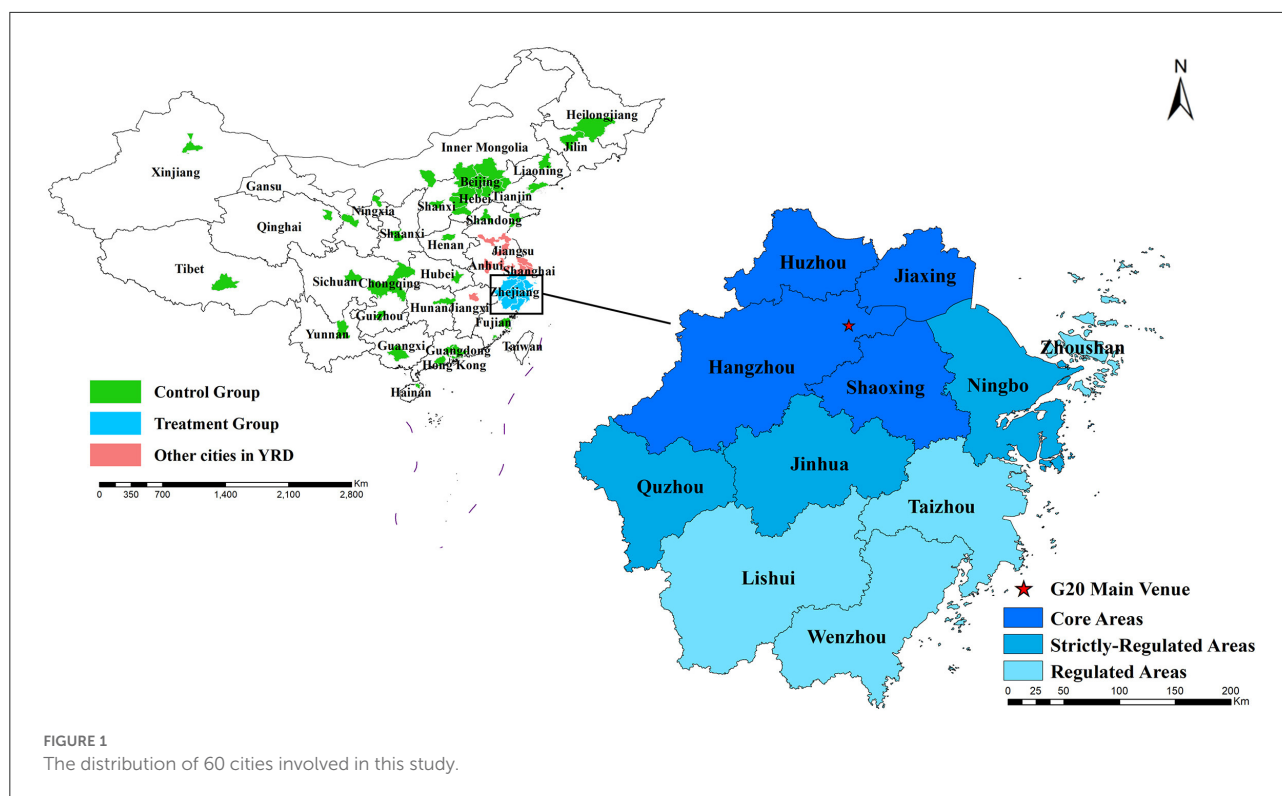 N
Heilongjiang
Jilin
Inner Mongolia
Liaoning
Xinjiang
Gansu
Beijing
Hebei
Tianjin
Ningxia
Shanxi
Shandong
Qinghai
Shaanxi
Henan
Jiangsu
Tibet
Anhui
Shanghai
Sichuan
Chongqing
Hubei
Zhejiang
Hunan
Jiangxi
Guizhou
Fujian
Yunnan
Taiwan
Guangxi
Guangdong
Hong Kong
Hainan
Control Group
Treatment Group
Other cities in YRD
0 350 700 1,400 2,100 2,800
Km
Huzhou
Jiaxing
Zhoushan
Hangzhou
Shaoxing
Ningbo
Jinhua
Quzhou
Taizhou
Lishui
Wenzhou
G20 Main Venue
Core Areas
Strictly-Regulated Areas
Regulated Areas
0 25 50 100 150 200
Km
FIGURE 1
The distribution of 60 cities involved in this study.